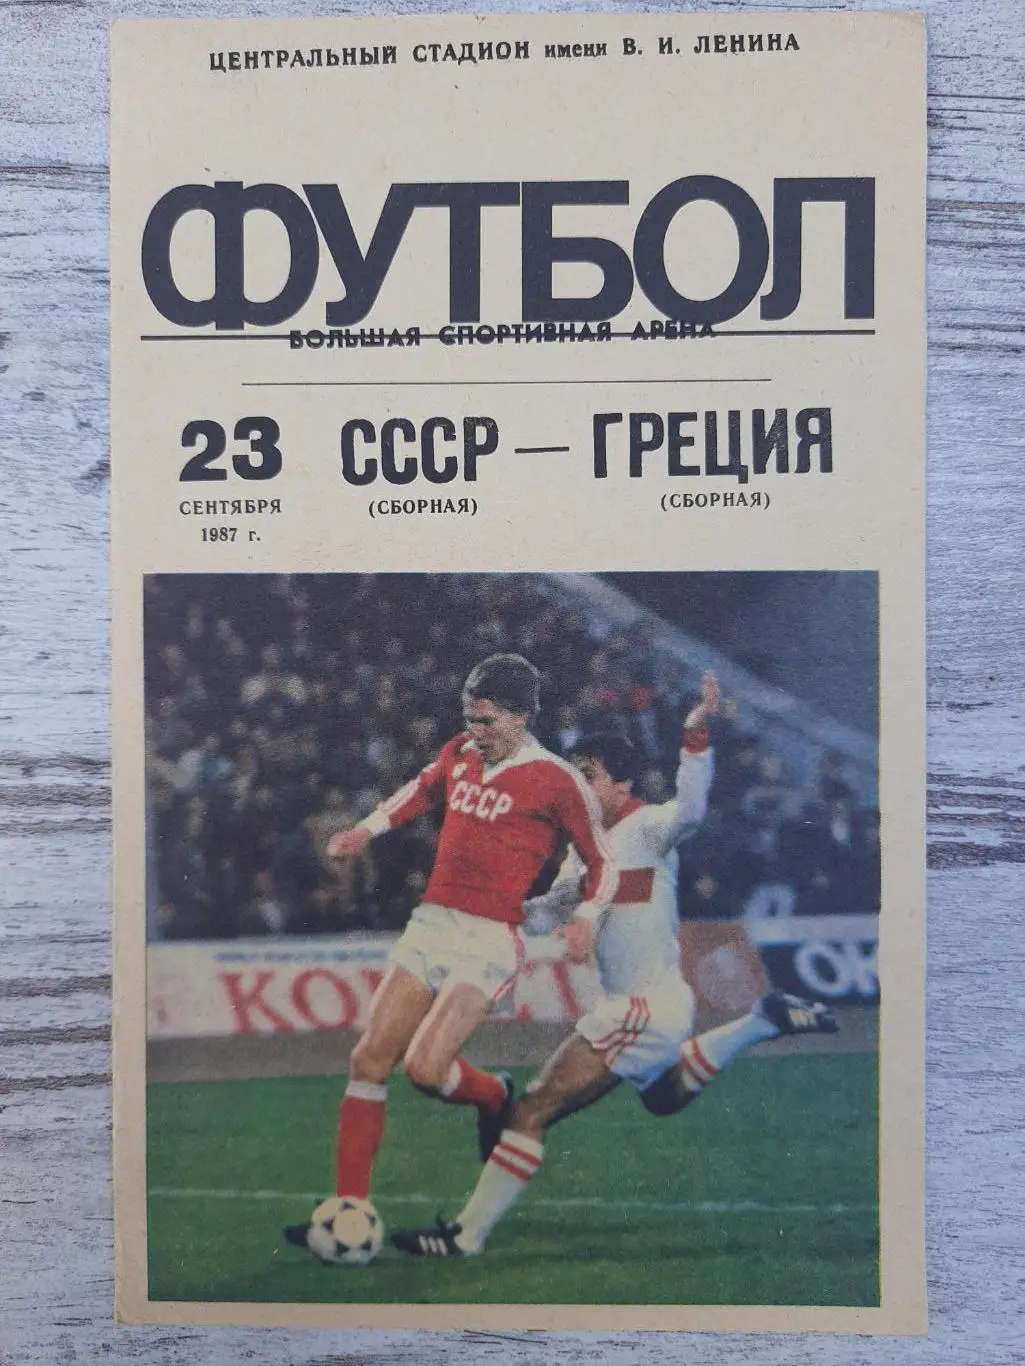 ЦЕНТРАЛЬНЫЙ СТАДИОН имени В. И. ЛЕНИНА
ФУТБОЛ
БОЛЬШАЯ СПОРТИВНАЯ АРЕНА
23 СССР — ГРЕЦИЯ
СЕНТЯБРЯ (СБОРНАЯ) (СБОРНАЯ)
1987 г.
СССР